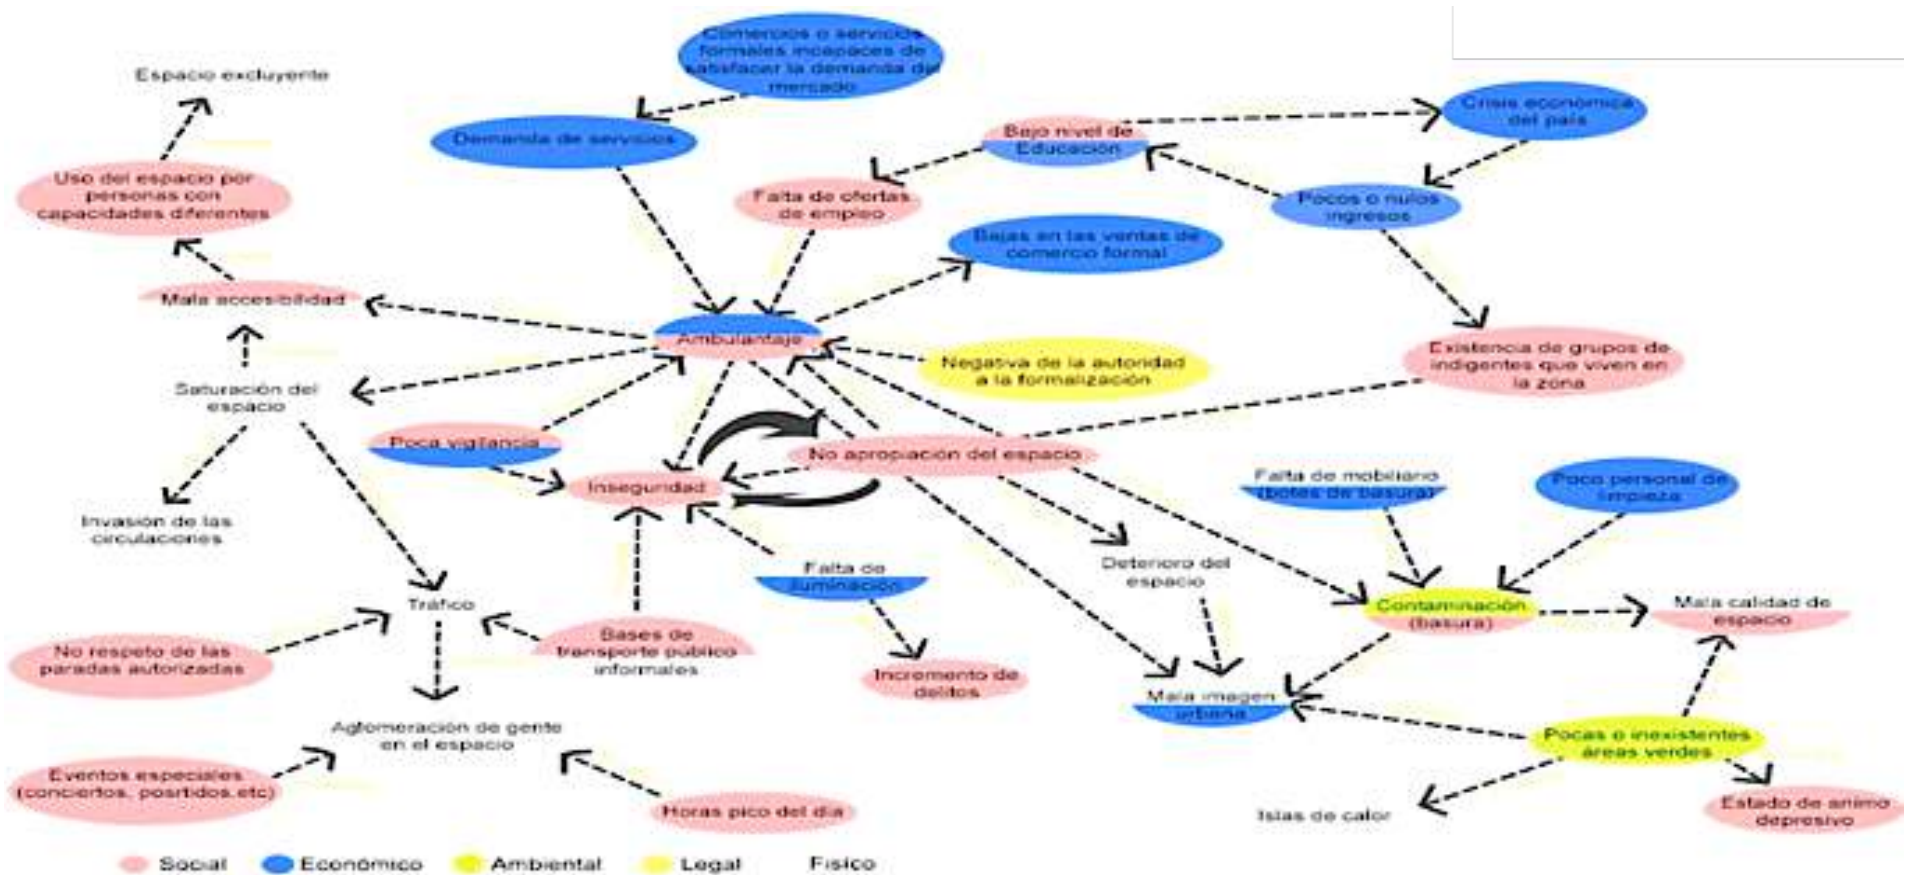 Comercios o servicios
formales incapaces de
satisfacer la demanda del
mercado
Espacio excluyente
Demanda de servicios
Bajo nivel de
Educación
Crisis económica
del país
Uso del espacio por
personas con
capacidades diferentes
Falta de ofertas
de empleo
Pocos o nulos
ingresos
Bajas en las ventas de
comercio formal
Mala accesibilidad
Ambulantaje
Negativa de la autoridad
a la formalización
Existencia de grupos de
indigentes que viven en
la zona
Saturación del
espacio
Poca vigilancia
No apropiación del espacio
Inseguridad
Falta de mobiliario
(botes de basura)
Poco personal de
limpieza
Invasión de las
circulaciones
Falta de
iluminación
Deterioro del
espacio
Tráfico
Contaminación
(basura)
Mala calidad de
espacio
No respeto de las
paradas autorizadas
Bases de
transporte público
informales
Incremento de
delitos
Mala imagen
urbana
Aglomeración de gente
en el espacio
Pocas o inexistentes
áreas verdes
Eventos especiales
(conciertos, posrtidos,etc)
Horas pico del dia
Islas de calor
Estado de animo
depresivo
Social
Económico
Ambiental
Legal
Fisíco